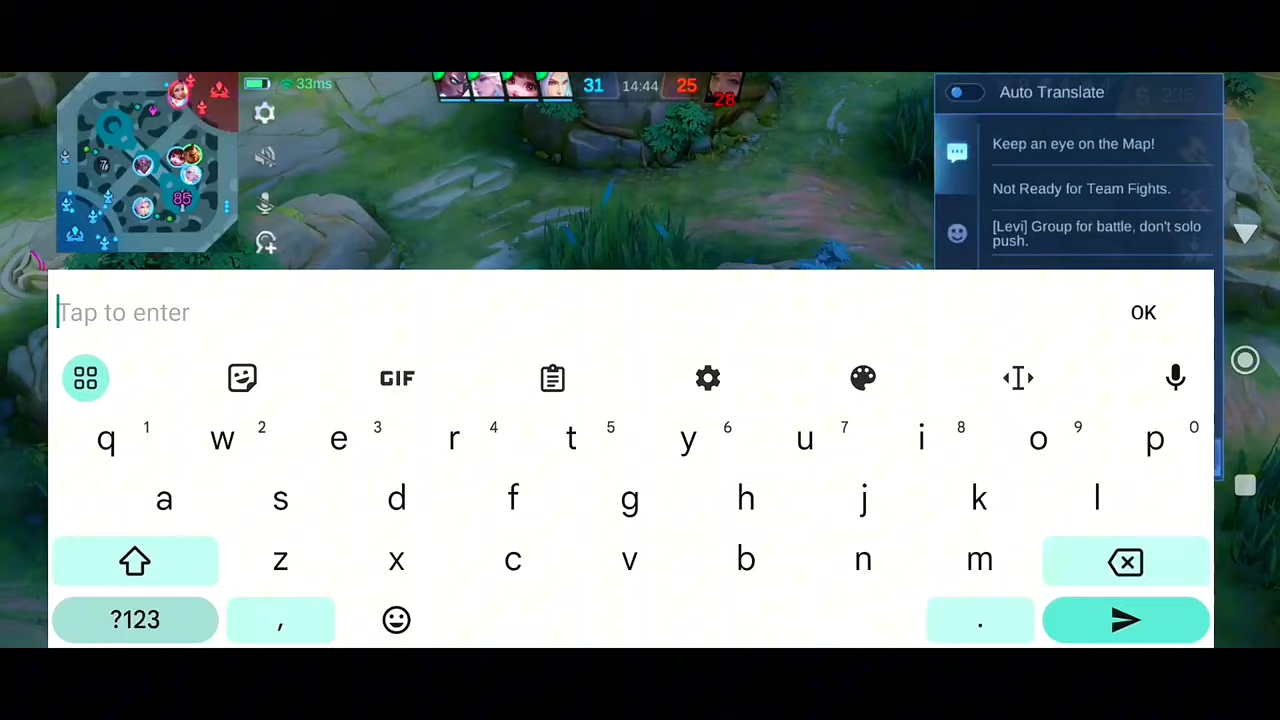 33ms
31 14:44 25
28
85
Auto Translate
Keep an eye on the Map!
Not Ready for Team Fights.
[Levi] Group for battle, don't solo
push.
Tap to enter
OK
GIF
q 1 w 2 e 3 r 4 t 5 y 6 u 7 i 8 o 9 p 0
a s d f g h j k l
z x c v b n m
?123 , .